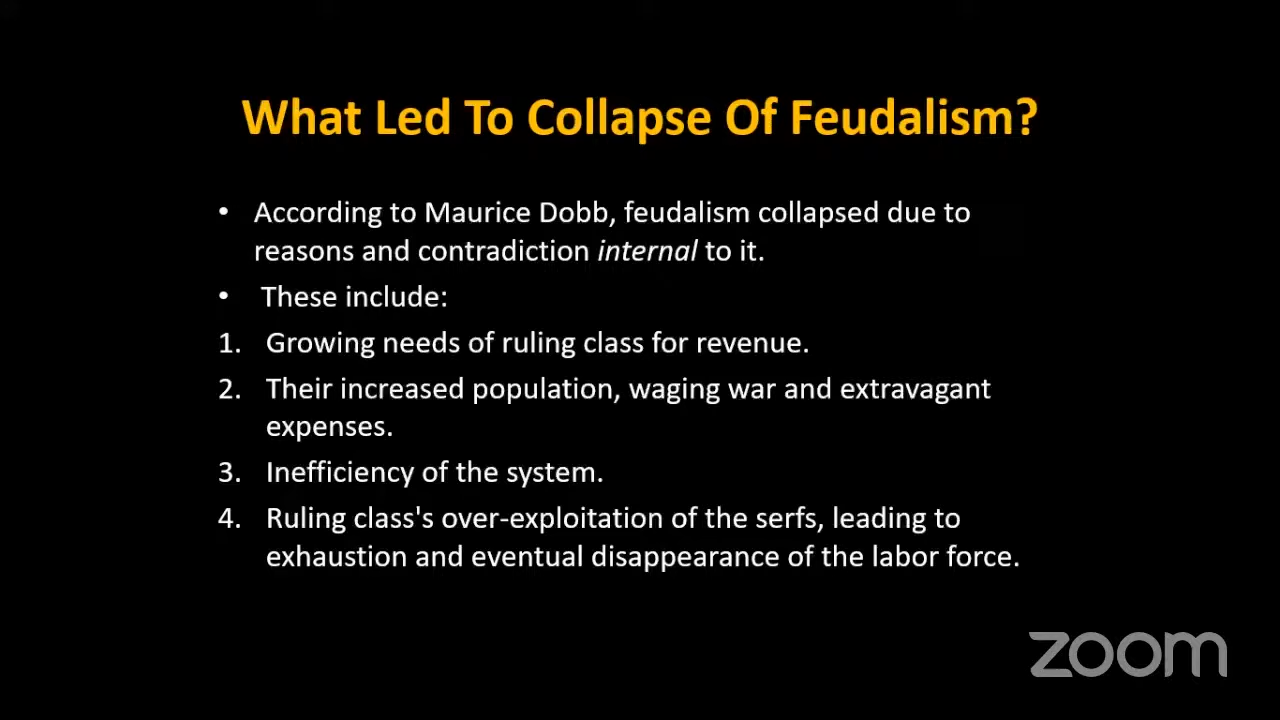 What Led To Collapse Of Feudalism?
• According to Maurice Dobb, feudalism collapsed due to
reasons and contradiction internal to it.
• These include:
1. Growing needs of ruling class for revenue.
2. Their increased population, waging war and extravagant
expenses.
3. Inefficiency of the system.
4. Ruling class's over-exploitation of the serfs, leading to
exhaustion and eventual disappearance of the labor force.
zoom